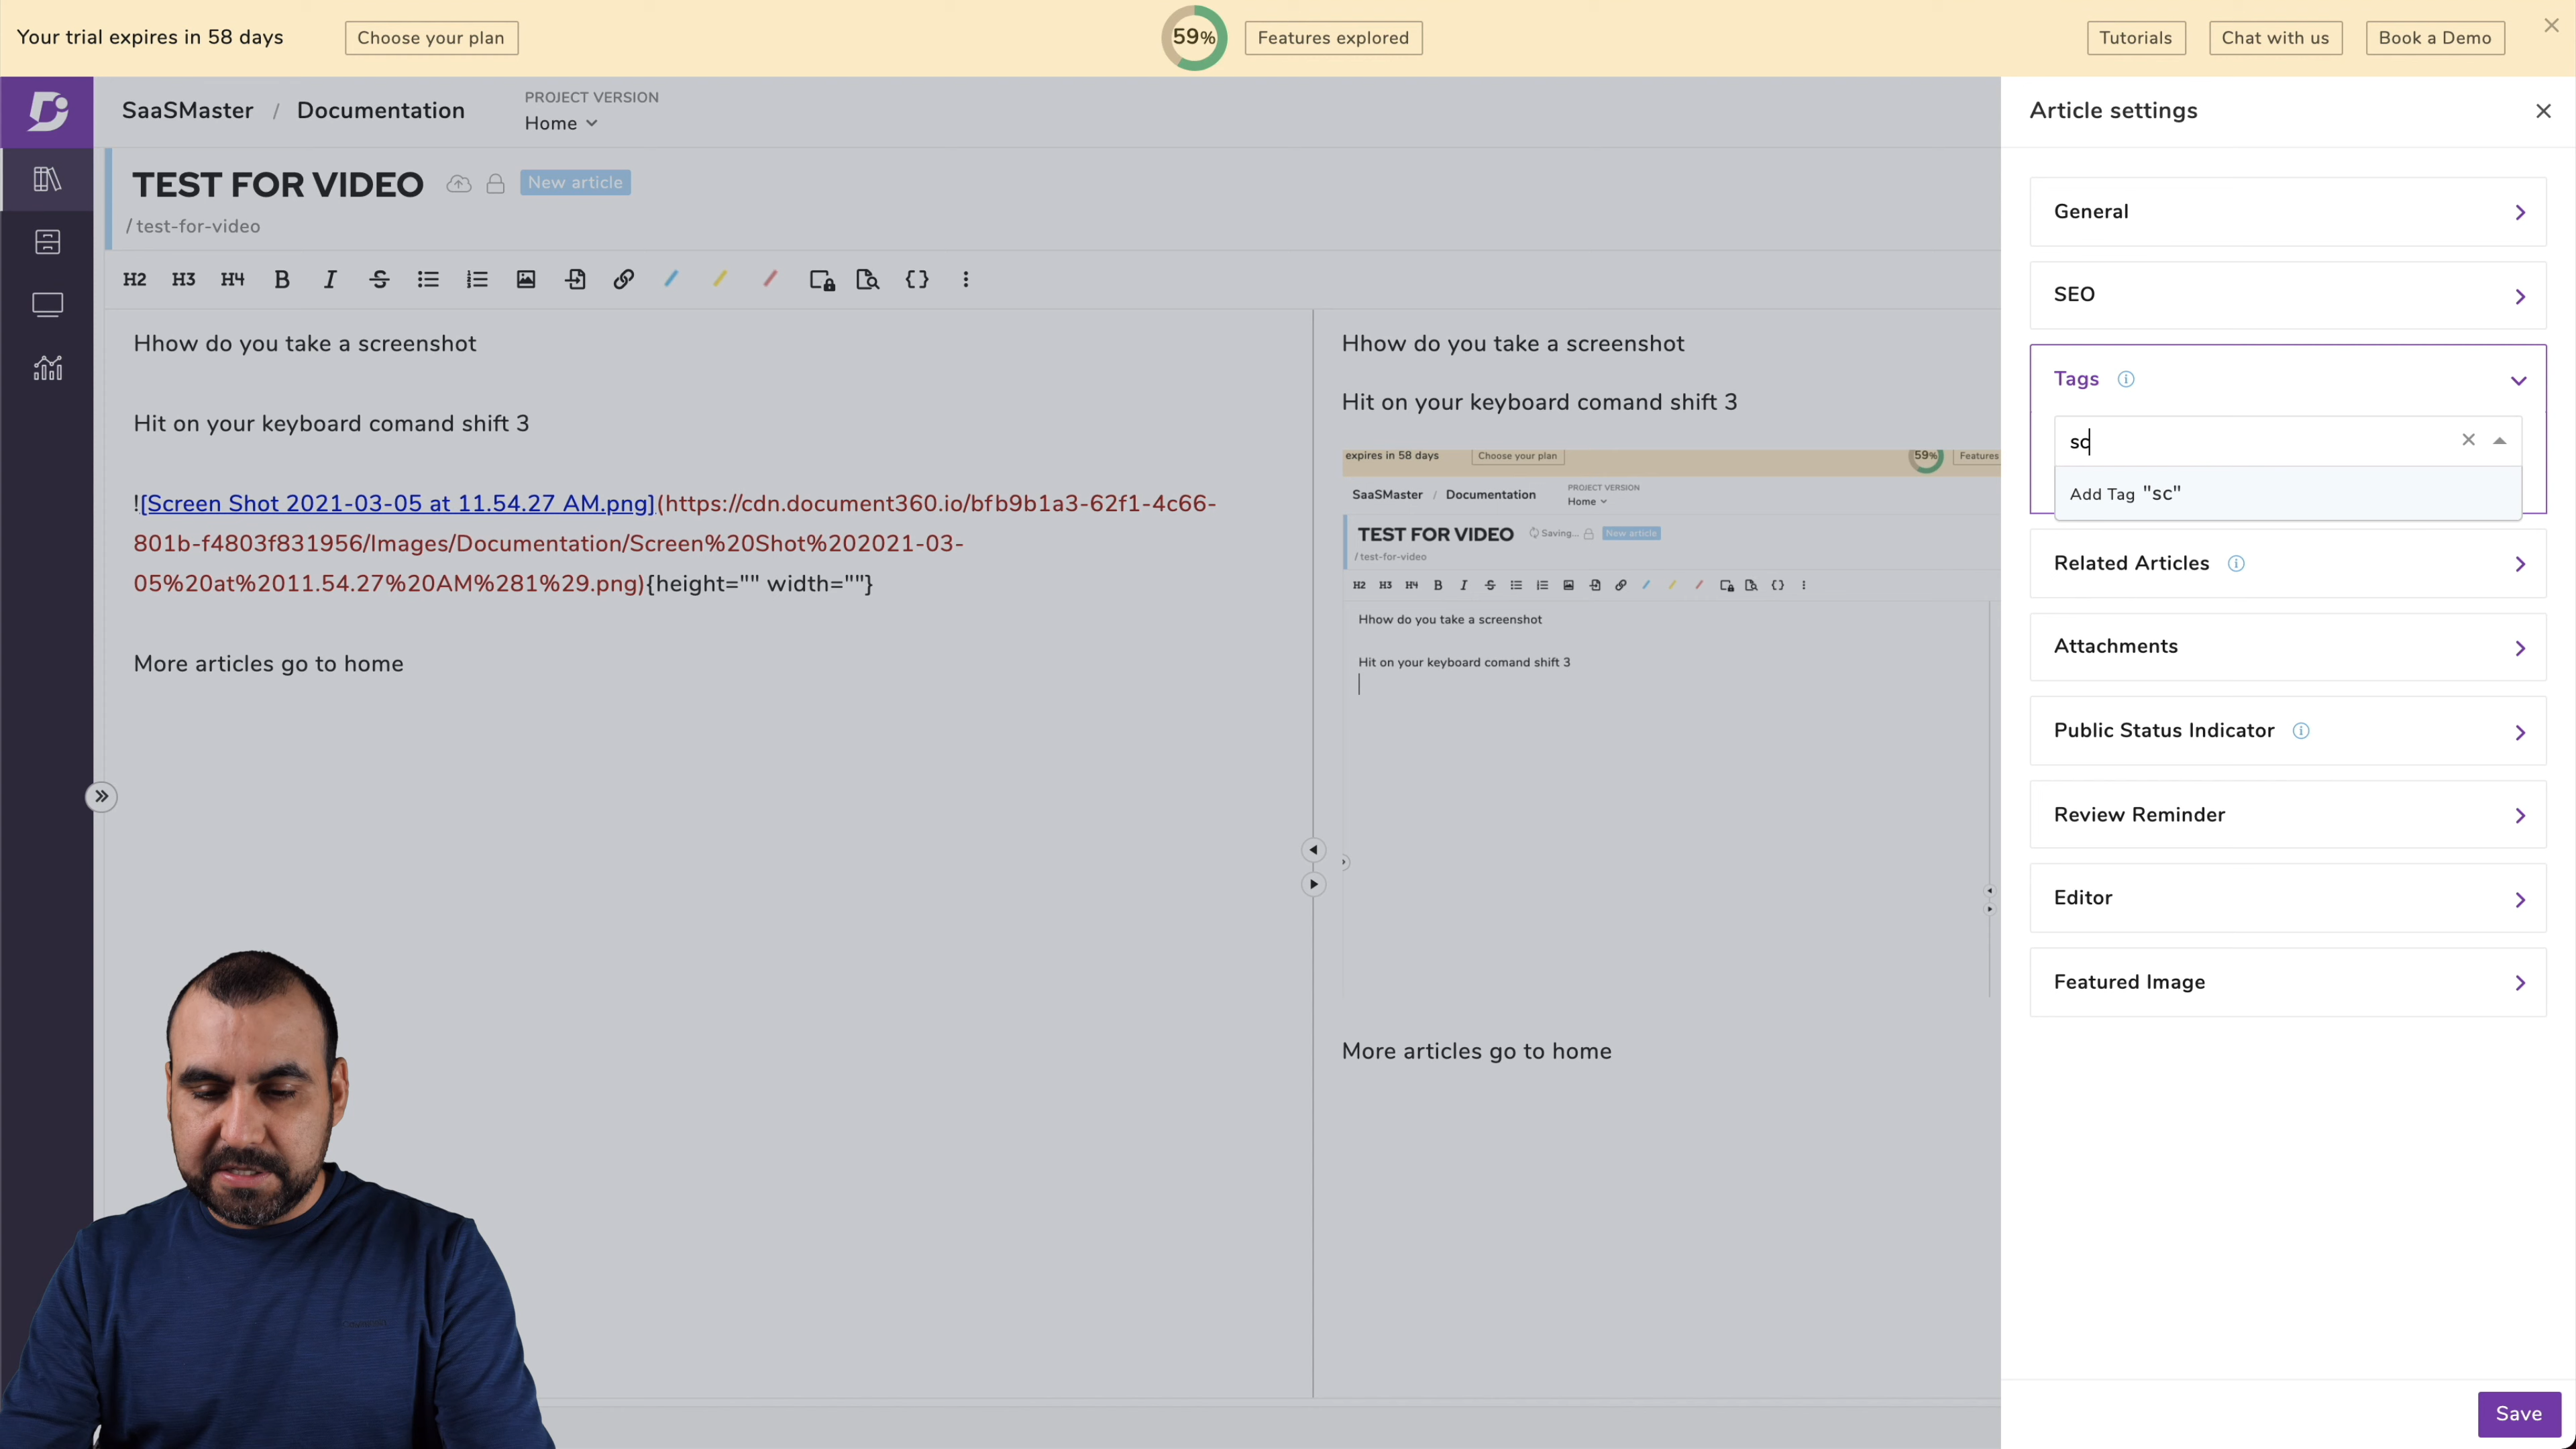 Your trial expires in 58 days
Choose your plan
59%
Features explored
Tutorials
Chat with us
Book a Demo
SaaSMaster / Documentation
PROJECT VERSION
Home
TEST FOR VIDEO
New article
/ test-for-video
H2 H3 H4 B I S
Hhow do you take a screenshot
Hit on your keyboard comand shift 3
![Screen Shot 2021-03-05 at 11.54.27 AM.png](https://cdn.document360.io/bfb9b1a3-62f1-4c66-
801b-f4803f831956/Images/Documentation/Screen%20Shot%202021-03-
05%20at%2011.54.27%20AM%281%29.png){height="" width=""}
More articles go to home
Hhow do you take a screenshot
Hit on your keyboard comand shift 3
expires in 58 days
Choose your plan
59%
Features
SaaSMaster / Documentation
PROJECT VERSION
Home
TEST FOR VIDEO
Saving...
New article
/ test-for-video
H2 H3 H4 B I S
Hhow do you take a screenshot
Hit on your keyboard comand shift 3
More articles go to home
Article settings
General
SEO
Tags
sc
Add Tag "sc"
Related Articles
Attachments
Public Status Indicator
Review Reminder
Editor
Featured Image
Save